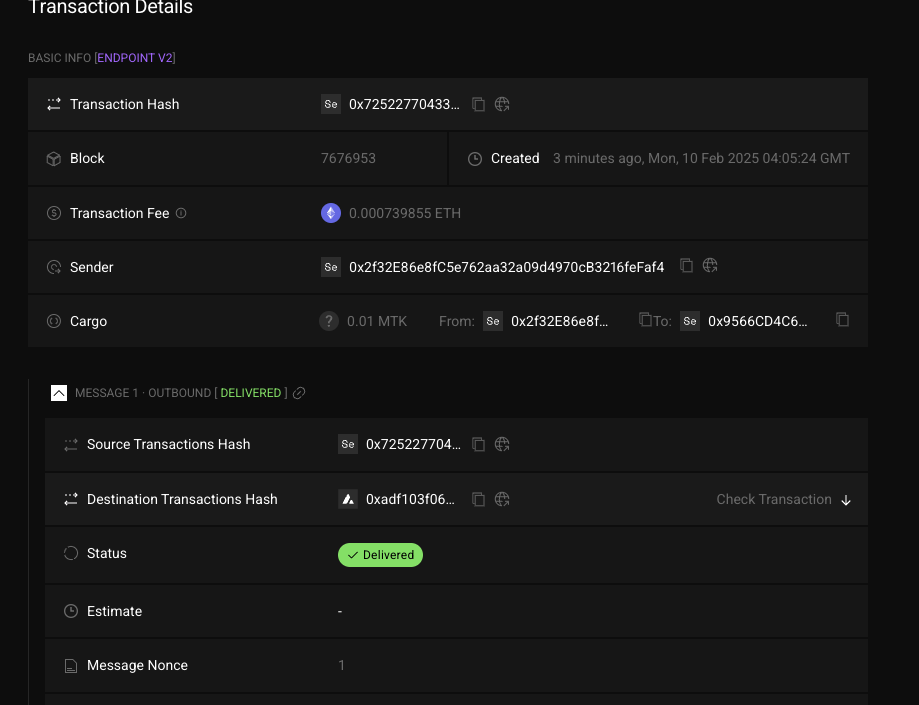 Transaction Details
BASIC INFO [ENDPOINT V2]
Transaction Hash Se 0x72522770433...
Block 7676953 Created 3 minutes ago, Mon, 10 Feb 2025 04:05:24 GMT
Transaction Fee 0.000739855 ETH
Sender Se 0x2f32E86e8fC5e762aa32a09d4970cB3216feFaf4
Cargo ? 0.01 MTK From: Se 0x2f32E86e8f... To: Se 0x9566CD4C6...
MESSAGE 1 · OUTBOUND [ DELIVERED ]
Source Transactions Hash Se 0x725227704...
Destination Transactions Hash 0xadf103f06... Check Transaction
Status Delivered
Estimate -
Message Nonce 1